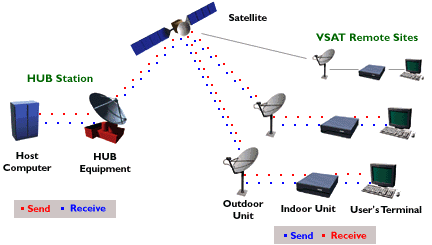 Satellite
VSAT Remote Sites
HUB Station
Host
Computer
HUB
Equipment
Outdoor
Unit
Indoor Unit
User's Terminal
Send Receive
Send Receive